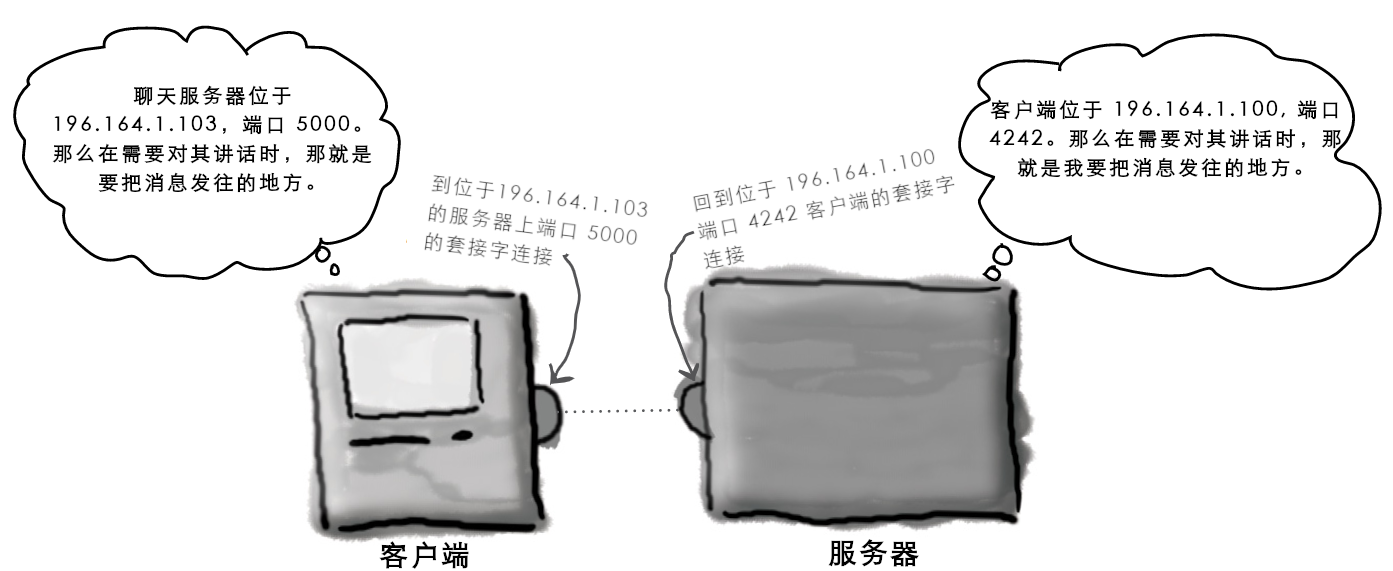 聊天服务器位于
196.164.1.103，端口 5000。
那么在需要对其讲话时，那就是
要把消息发往的地方。
客户端位于 196.164.1.100, 端口
4242。那么在需要对其讲话时，那
就是我要把消息发往的地方。
到位于196.164.1.103
的服务器上端口 5000
的套接字连接
回到位于 196.164.1.100
端口 4242 客户端的套接字
连接
客户端
服务器